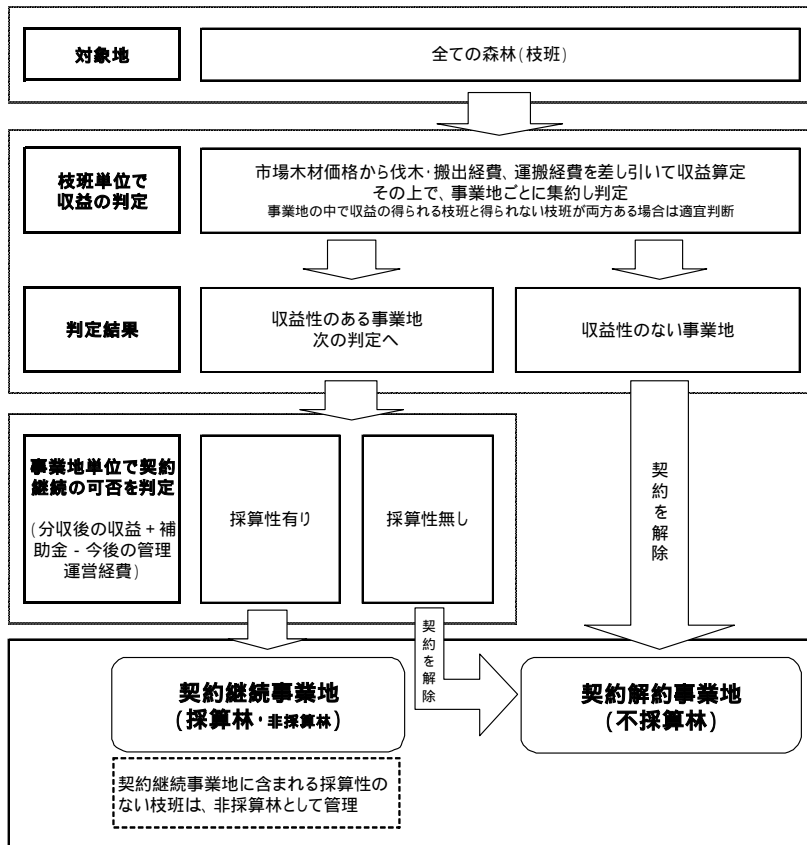 対象地
全ての森林(枝班)
枝班単位で
収益の判定
市場木材価格から伐木･搬出経費、運搬経費を差し引いて収益算定
その上で、事業地ごとに集約し判定
事業地の中で収益の得られる枝班と得られない枝班が両方ある場合は適宜判断
判定結果
収益性のある事業地
次の判定へ
収益性のない事業地
事業地単位で契約
継続の可否を判定
(分収後の収益+補
助金-今後の管理
運営経費)
採算性有り
採算性無し
契約を解除
契約を解除
契約継続事業地
(採算林･非採算林)
契約解約事業地
(不採算林)
契約継続事業地に含まれる採算性の
ない枝班は、非採算林として管理